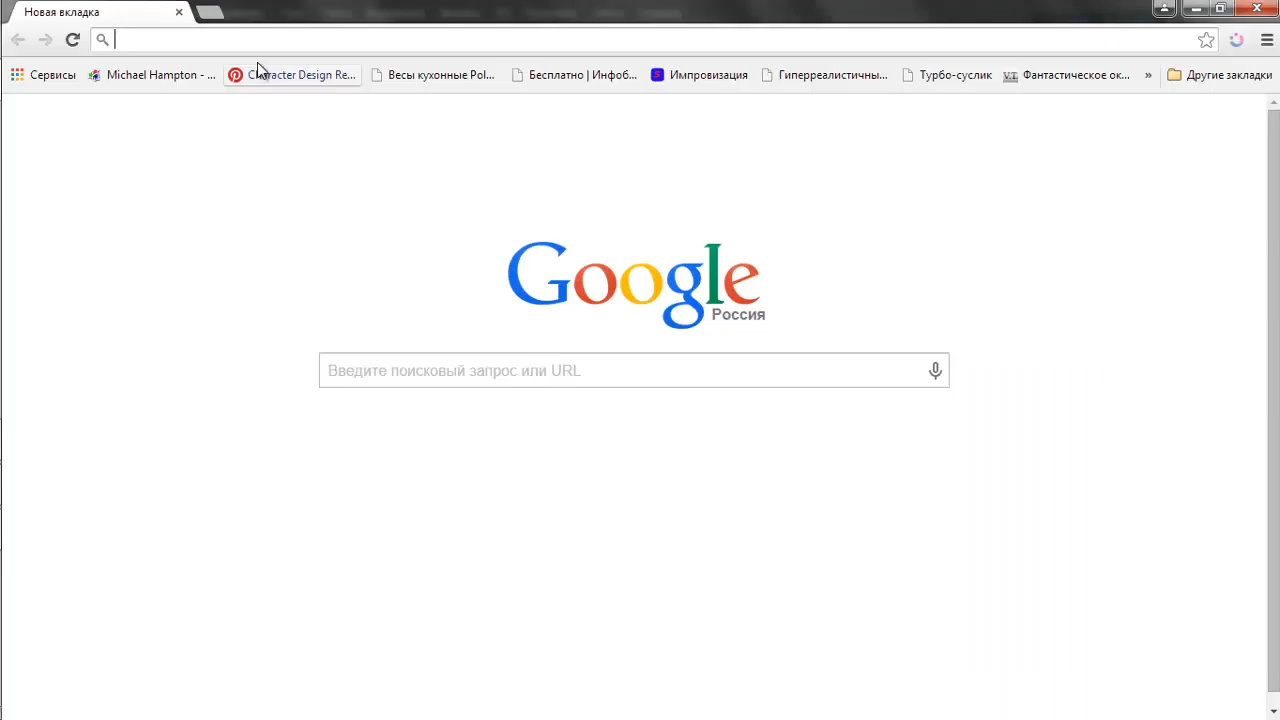 Новая вкладка
Сервисы Michael Hampton - ... Character Design Re... Весы кухонные Pol... Бесплатно | Инфоб... Импровизация Гиперреалистичны... Турбо-суслик Фантастическое ок... » Другие закладки
Google
Россия
Введите поисковый запрос или URL